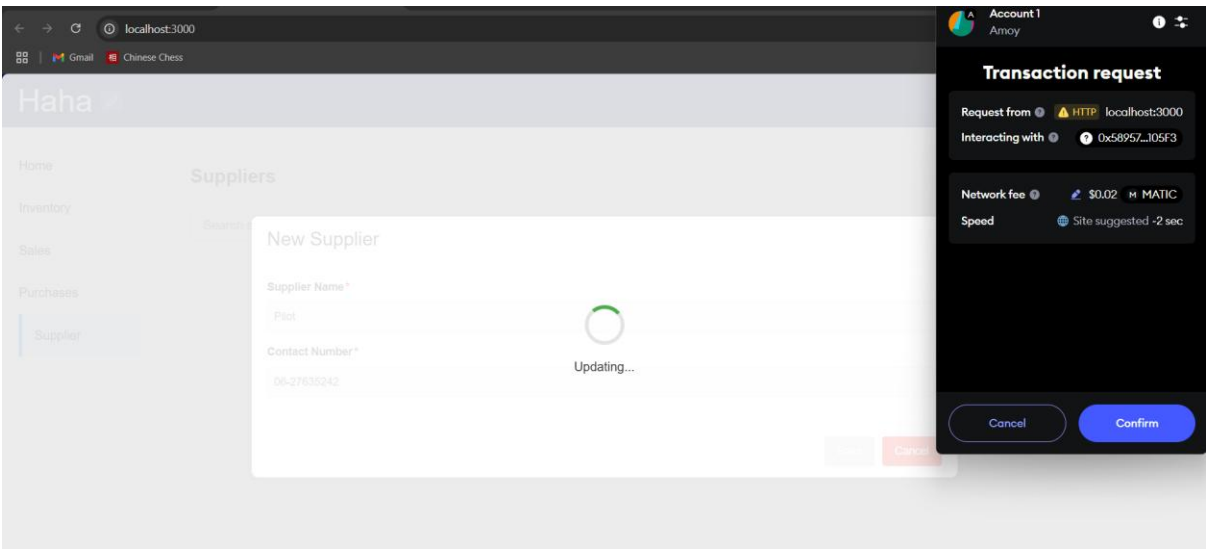 localhost:3000
Gmail Chinese Chess
Haha
Home
Inventory
Sales
Purchases
Supplier
Suppliers
Search
New Supplier
Supplier Name*
Pilot
Contact Number*
06-27635242
Updating...
Cancel
A
Account 1
Amoy
Transaction request
Request from HTTP localhost:3000
Interacting with 0x58957...105F3
Network fee $0.02 M MATIC
Speed Site suggested ~2 sec
Cancel Confirm